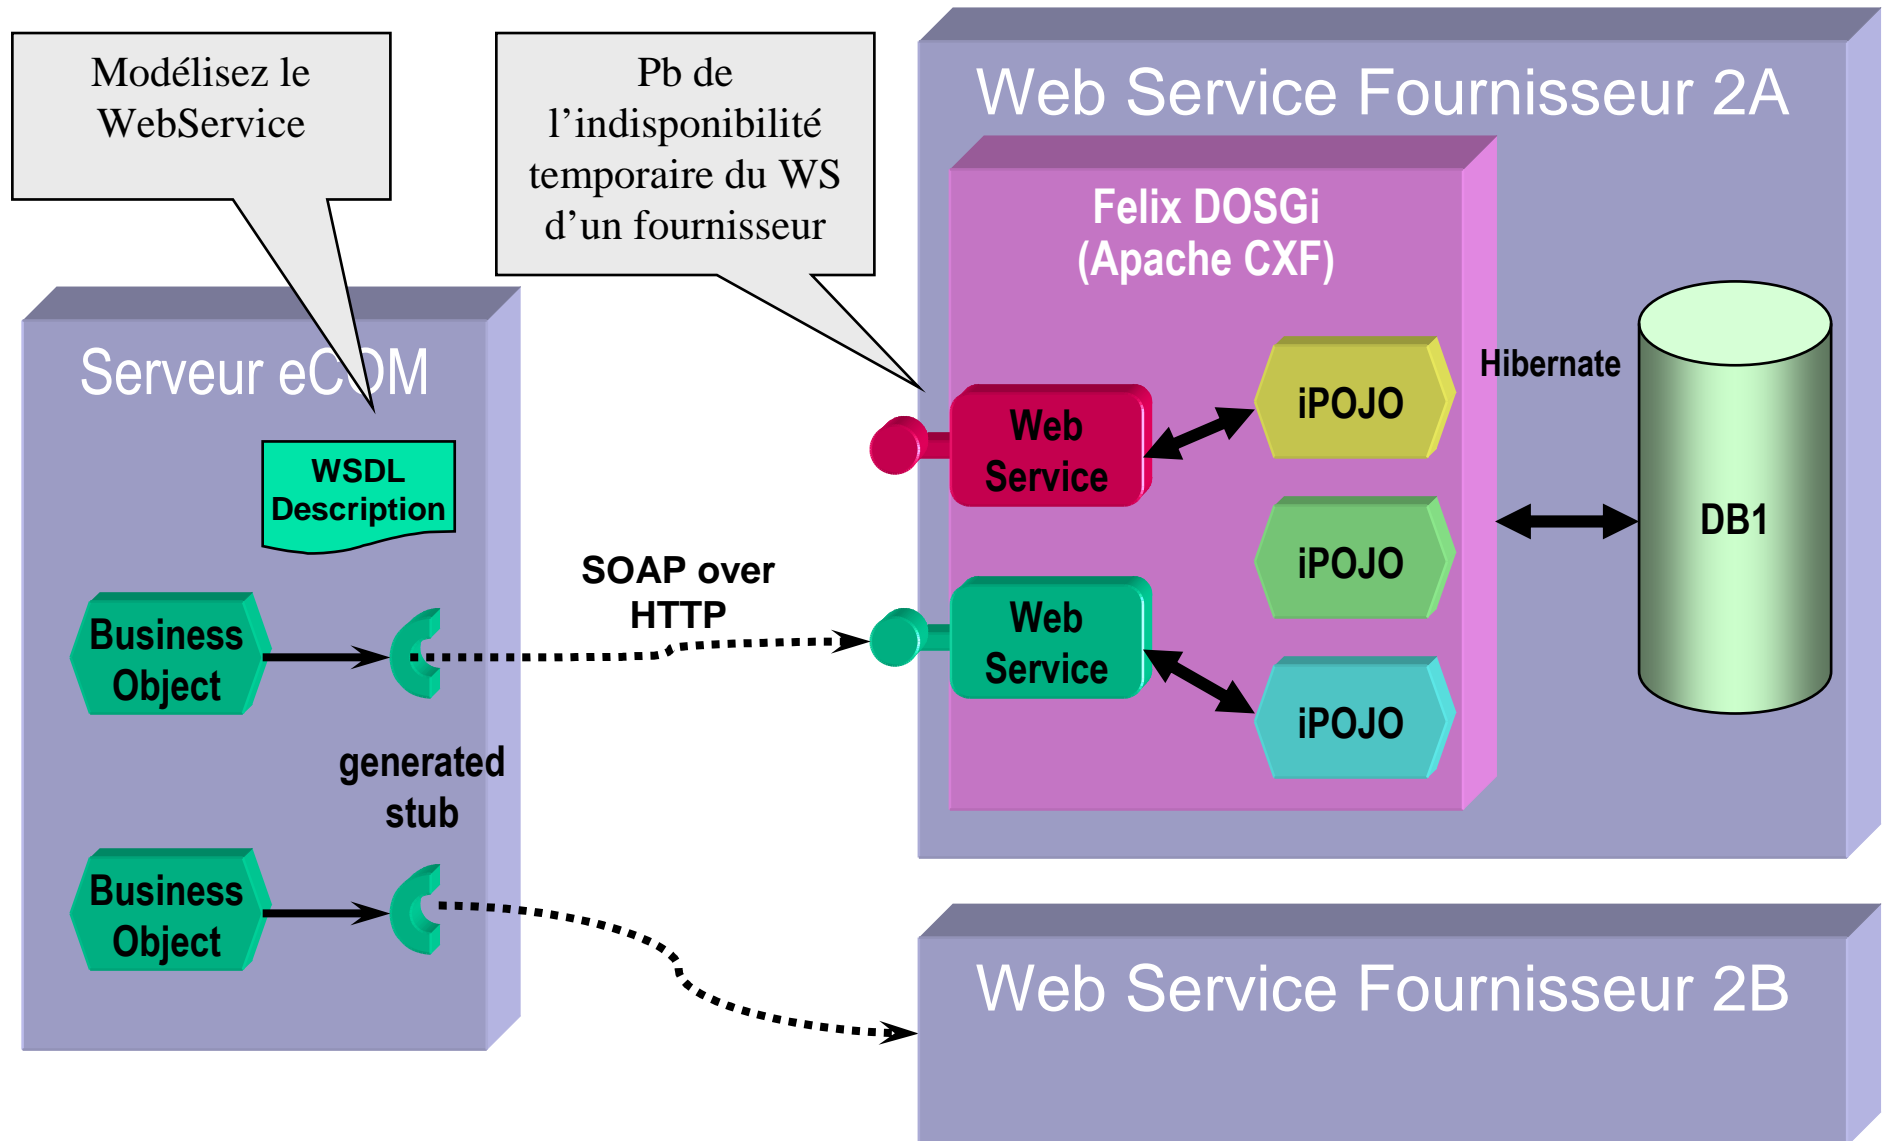 Modélisez le
WebService
Pb de
l’indisponibilité
temporaire du WS
d’un fournisseur
Web Service Fournisseur 2A
Felix DOSGi
(Apache CXF)
Serveur eCOM
WSDL
Description
Web
Service
iPOJO
Hibernate
DB1
iPOJO
SOAP over
HTTP
Business
Object
Web
Service
iPOJO
generated
stub
Business
Object
Web Service Fournisseur 2B